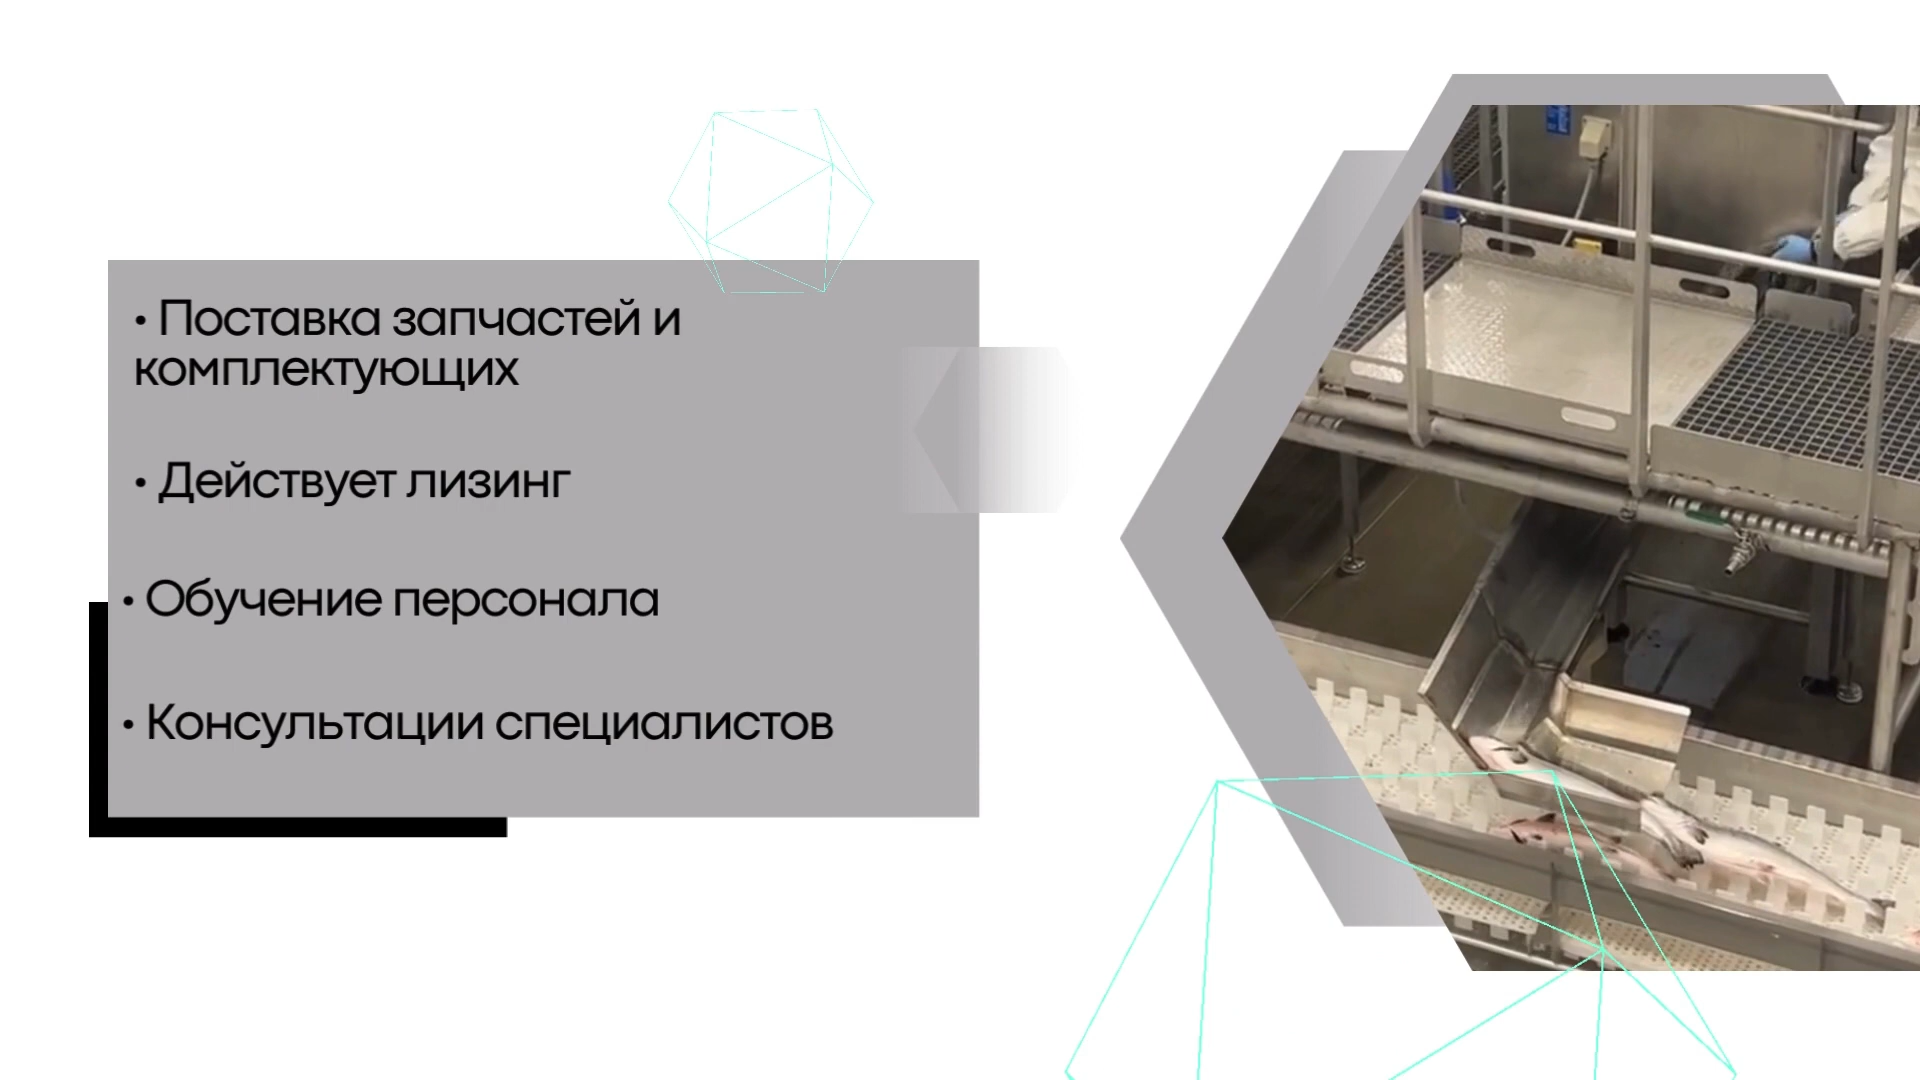 • Поставка запчастей и
комплектующих
• Действует лизинг
• Обучение персонала
• Консультации специалистов